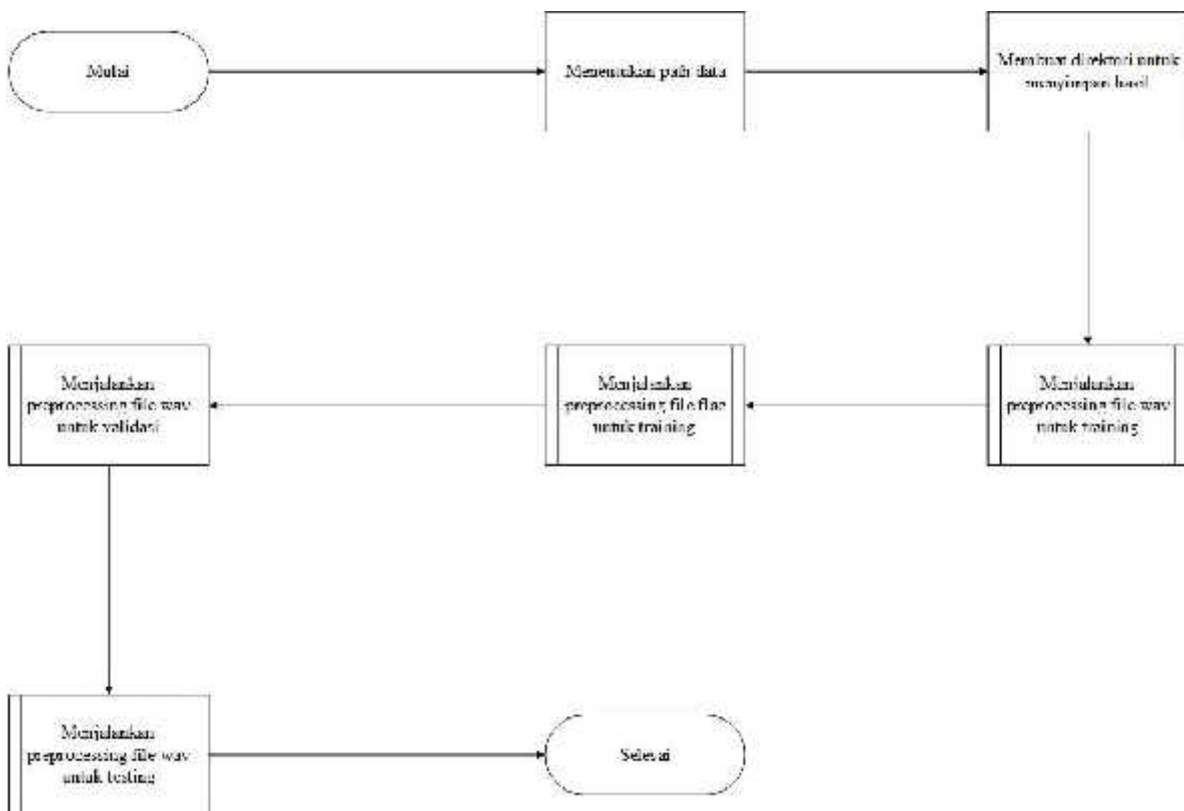 Mulai
Menentukan path data
Membuat direktori untuk
menyimpan hasil
Menjalankan
preprocessing file wav
untuk training
Menjalankan
preprocessing file flac
untuk training
Menjalankan
preprocessing file wav
untuk validasi
Menjalankan
preprocessing file wav
untuk testing
Selesai